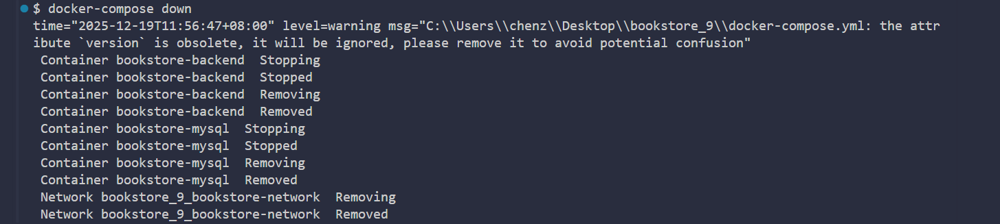 $ docker-compose down
time="2025-12-19T11:56:47+08:00" level=warning msg="C:\\Users\\chenz\\Desktop\\bookstore_9\\docker-compose.yml: the attr
ibute `version` is obsolete, it will be ignored, please remove it to avoid potential confusion"
Container bookstore-backend  Stopping
Container bookstore-backend  Stopped
Container bookstore-backend  Removing
Container bookstore-backend  Removed
Container bookstore-mysql  Stopping
Container bookstore-mysql  Stopped
Container bookstore-mysql  Removing
Container bookstore-mysql  Removed
Network bookstore_9_bookstore-network  Removing
Network bookstore_9_bookstore-network  Removed